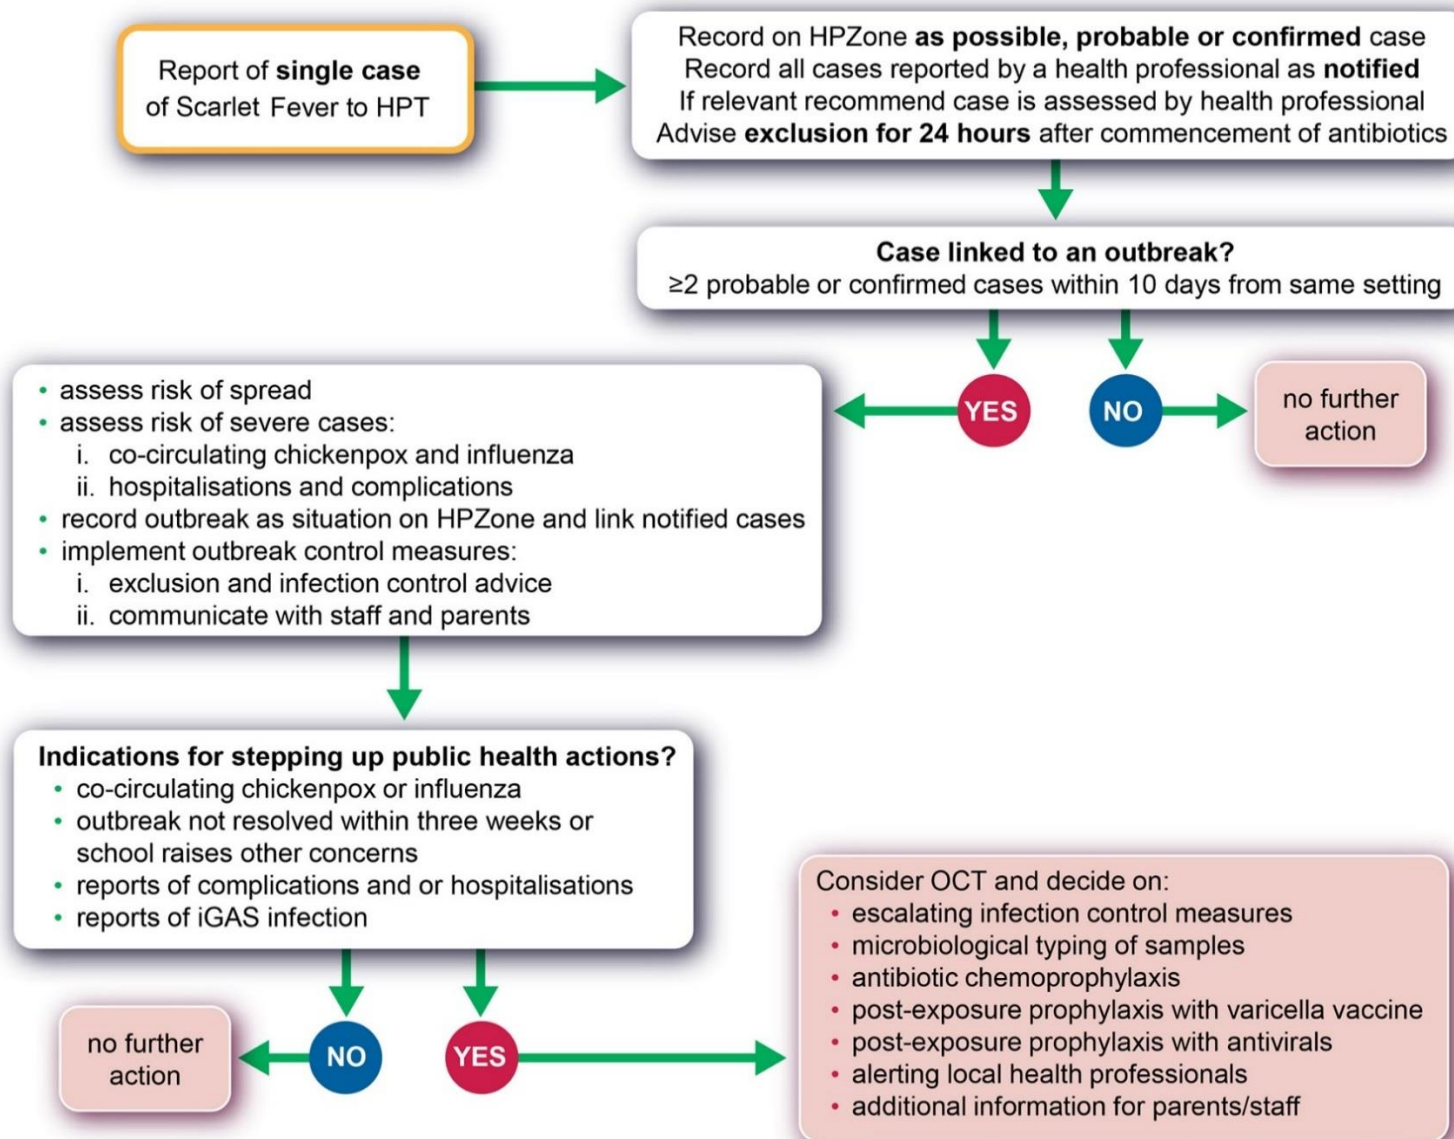 Report of single case
of Scarlet Fever to HPT
Record on HPZone as possible, probable or confirmed case
Record all cases reported by a health professional as notified
If relevant recommend case is assessed by health professional
Advise exclusion for 24 hours after commencement of antibiotics
Case linked to an outbreak?
≥2 probable or confirmed cases within 10 days from same setting
YES
NO
no further
action
• assess risk of spread
• assess risk of severe cases:
i. co-circulating chickenpox and influenza
ii. hospitalisations and complications
• record outbreak as situation on HPZone and link notified cases
• implement outbreak control measures:
i. exclusion and infection control advice
ii. communicate with staff and parents
Indications for stepping up public health actions?
• co-circulating chickenpox or influenza
• outbreak not resolved within three weeks or
school raises other concerns
• reports of complications and or hospitalisations
• reports of iGAS infection
NO
YES
no further
action
Consider OCT and decide on:
• escalating infection control measures
• microbiological typing of samples
• antibiotic chemoprophylaxis
• post-exposure prophylaxis with varicella vaccine
• post-exposure prophylaxis with antivirals
• alerting local health professionals
• additional information for parents/staff